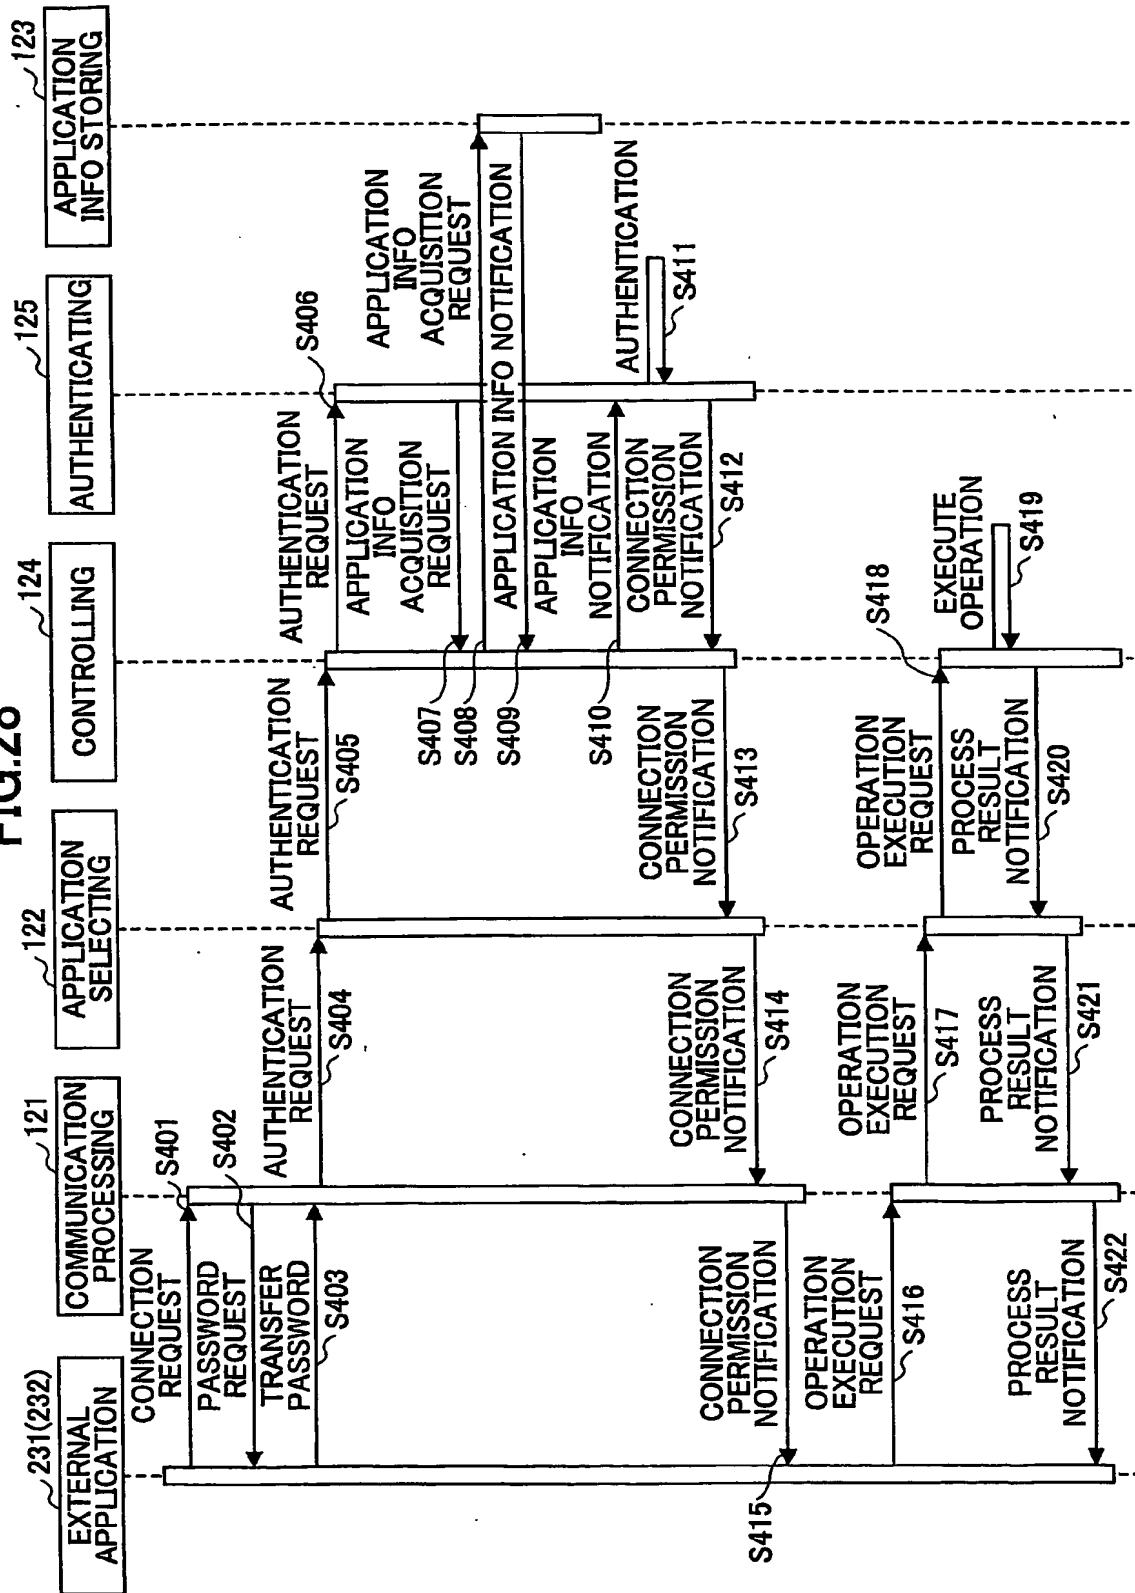 FIG.28
231(232)
EXTERNAL
APPLICATION
121
COMMUNICATION
PROCESSING
122
APPLICATION
SELECTING
124
CONTROLLING
125
AUTHENTICATING
123
APPLICATION
INFO STORING
CONNECTION
REQUEST
S401
PASSWORD
REQUEST
S402
TRANSFER
PASSWORD
S403
AUTHENTICATION
REQUEST
S404
AUTHENTICATION
REQUEST
S405
AUTHENTICATION
REQUEST
S406
APPLICATION
INFO
ACQUISITION
REQUEST
S407
APPLICATION
INFO
ACQUISITION
REQUEST
S408
APPLICATION INFO NOTIFICATION
S409
APPLICATION
INFO
NOTIFICATION
S410
AUTHENTICATION
S411
CONNECTION
PERMISSION
NOTIFICATION
S412
CONNECTION
PERMISSION
NOTIFICATION
S413
CONNECTION
PERMISSION
NOTIFICATION
S414
CONNECTION
PERMISSION
NOTIFICATION
S415
OPERATION
EXECUTION
REQUEST
S416
OPERATION
EXECUTION
REQUEST
S417
OPERATION
EXECUTION
REQUEST
S418
EXECUTE
OPERATION
S419
PROCESS
RESULT
NOTIFICATION
S420
PROCESS
RESULT
NOTIFICATION
S421
PROCESS
RESULT
NOTIFICATION
S422